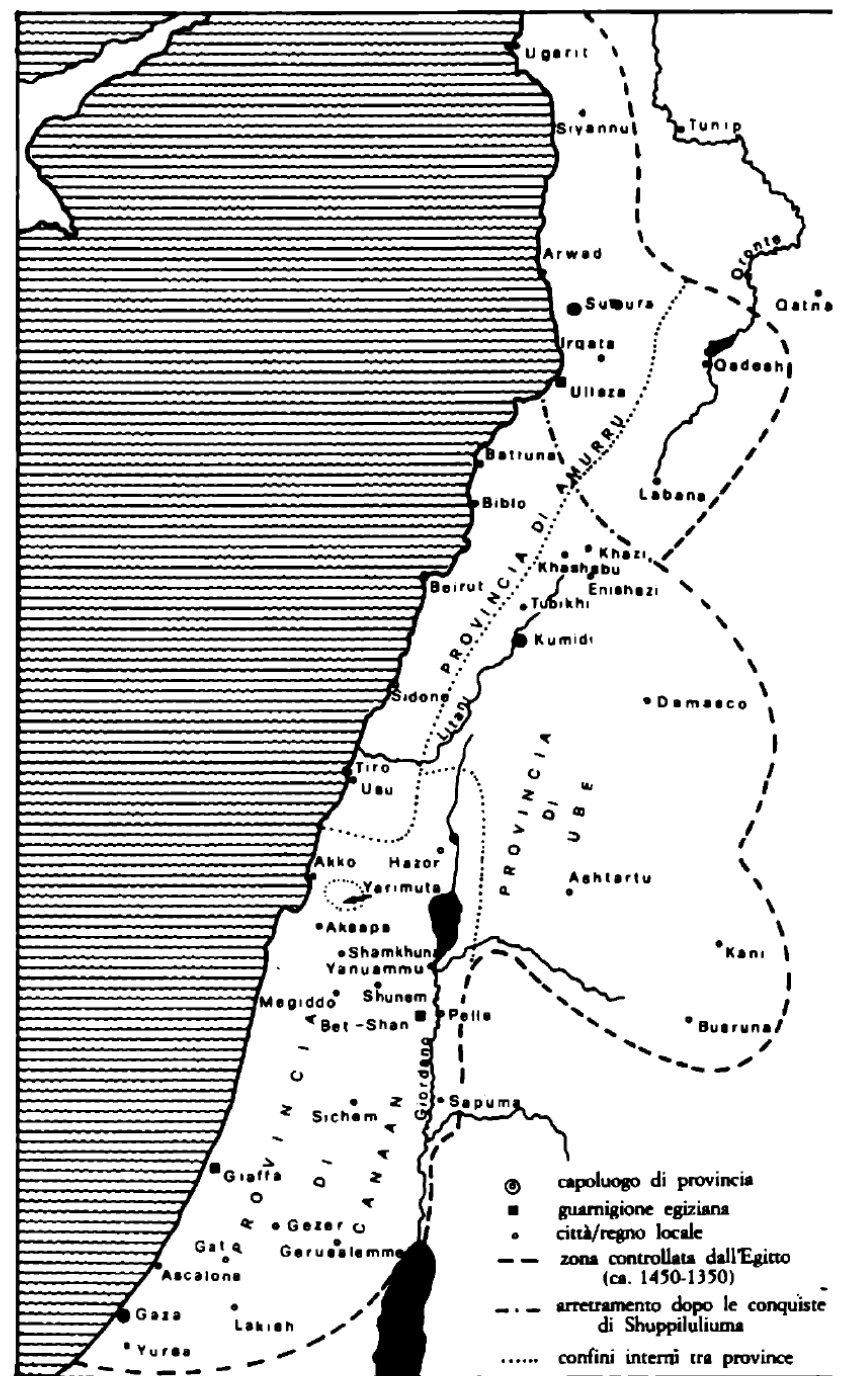 Ugarit
Siyannu
Tunip
Oronte
Arwad
Sumura
Qatna
Irqata
Qadesh
Ullaza
Batruna
PROVINCIA DI AMURRU
Labana
Biblo
Khazi
Khashabu
Enishazi
Beirut
Tubikhi
Kumidi
Sidone
Damasco
Litani
Tiro
Usu
PROVINCIA
DI
UBE
Akko
Hazor
Yarimuta
Ashtartu
Aksapa
Shamkhuna
Yanuammu
Kani
Megiddo
Shunem
Bet-Shan
Pella
Busruna
Giordano
Sichem
Sapuma
PROVINCIA
DI
CANAAN
Giaffa
Gezer
Gat
Gerusalemme
Ascalona
Gaza
Lakish
Yursa
capoluogo di provincia
guarnigione egiziana
città/regno locale
zona controllata dall'Egitto
(ca. 1450-1350)
arretramento dopo le conquiste
di Shuppiluliuma
confini interni tra province